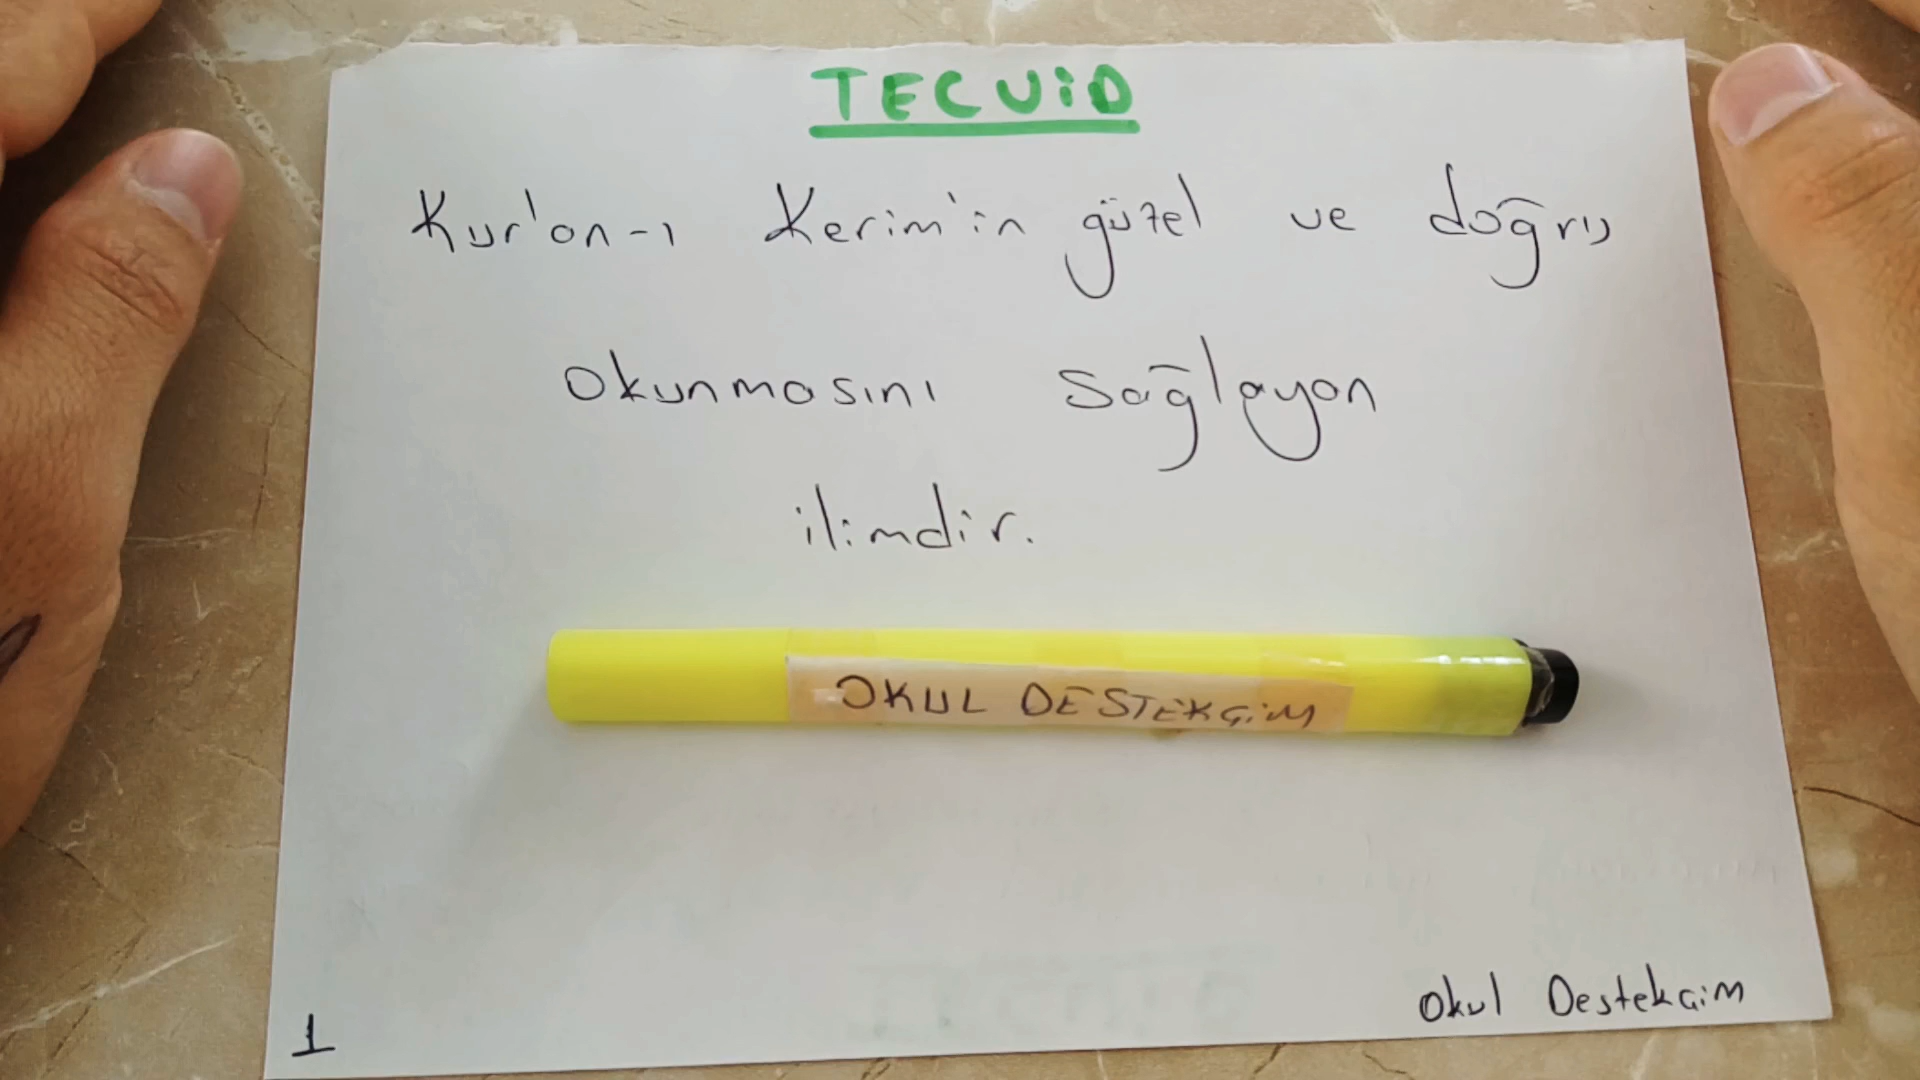 TECVİD
Kur'an-ı Kerim'in güzel ve doğru
okunmasını sağlayan
ilimdir.
OKUL DESTEKÇİM
1
Okul Destekçim